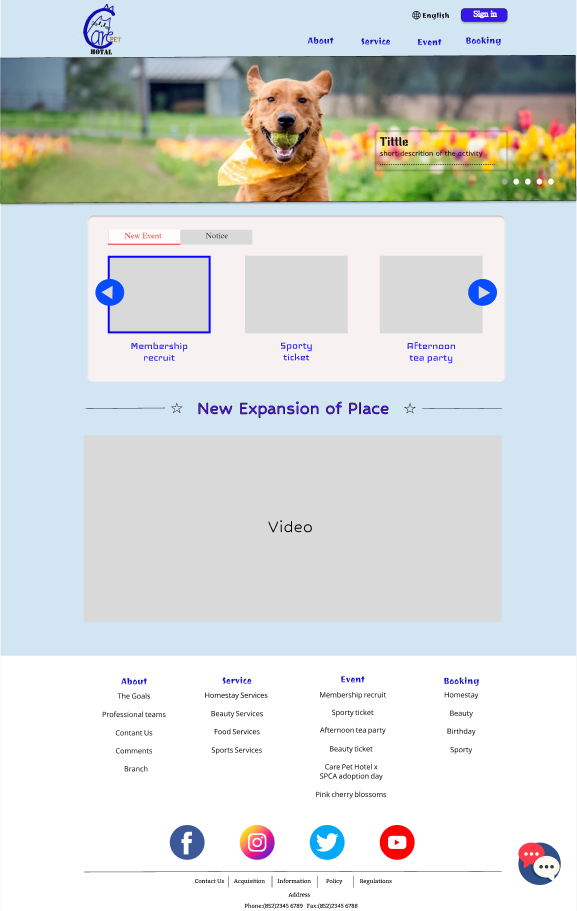 Holiday
Care
PET
HOTAL
English
Sign in
About
Service
Event
Booking
Tittle
short descrition of the activity
New Event
Notice
Membership
recruit
Sporty
ticket
Afternoon
tea party
☆ New Expansion of Place ☆
Video
About
The Goals
Professional teams
Contant Us
Comments
Branch
Service
Homestay Services
Beauty Services
Food Services
Sports Services
Event
Membership recruit
Sporty ticket
Afternoon tea party
Beauty ticket
Care Pet Hotel x
SPCA adoption day
Pink cherry blossoms
Booking
Homestay
Beauty
Birthday
Sporty
Contact Us | Acquisition | Information | Policy | Regulations
Address
Phone:(852)2345 6789 Fax:(852)2345 6788